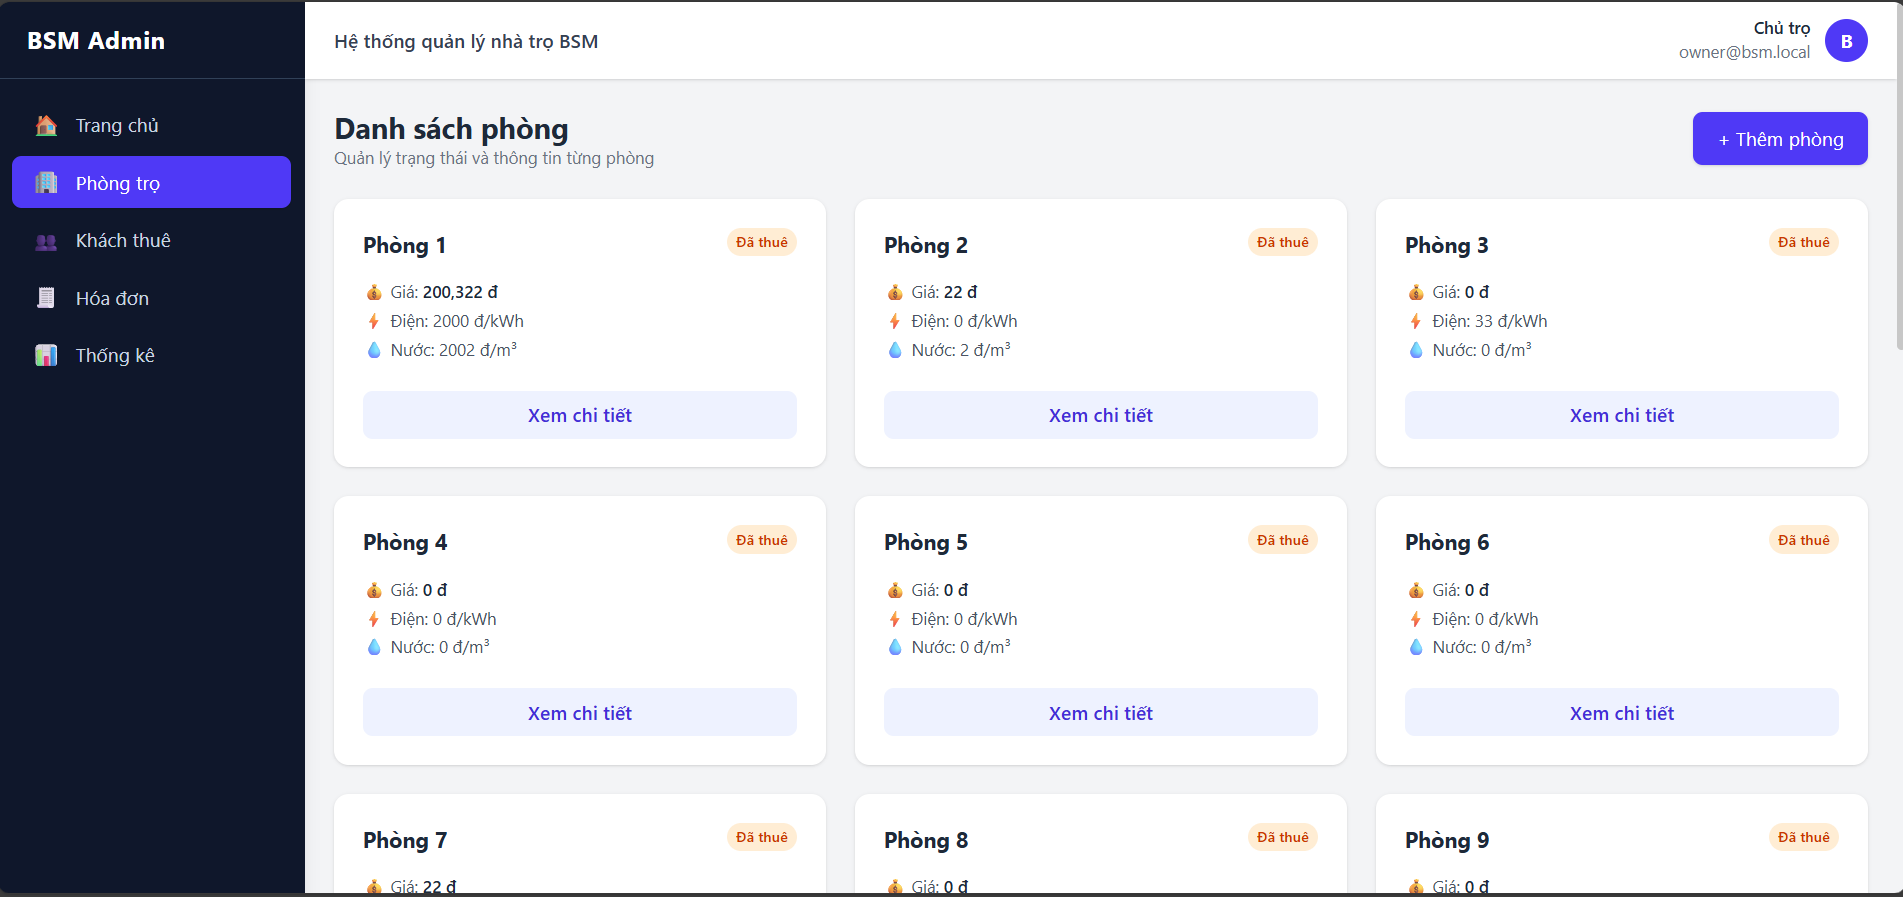 BSM Admin
Hệ thống quản lý nhà trọ BSM
Chủ trọ
owner@bsm.local
B
Trang chủ
Phòng trọ
Khách thuê
Hóa đơn
Thống kê
Danh sách phòng
Quản lý trạng thái và thông tin từng phòng
+ Thêm phòng
Phòng 1
Đã thuê
Giá: 200,322 đ
Điện: 2000 đ/kWh
Nước: 2002 đ/m³
Xem chi tiết
Phòng 2
Đã thuê
Giá: 22 đ
Điện: 0 đ/kWh
Nước: 2 đ/m³
Xem chi tiết
Phòng 3
Đã thuê
Giá: 0 đ
Điện: 33 đ/kWh
Nước: 0 đ/m³
Xem chi tiết
Phòng 4
Đã thuê
Giá: 0 đ
Điện: 0 đ/kWh
Nước: 0 đ/m³
Xem chi tiết
Phòng 5
Đã thuê
Giá: 0 đ
Điện: 0 đ/kWh
Nước: 0 đ/m³
Xem chi tiết
Phòng 6
Đã thuê
Giá: 0 đ
Điện: 0 đ/kWh
Nước: 0 đ/m³
Xem chi tiết
Phòng 7
Đã thuê
Giá: 22 đ
Phòng 8
Đã thuê
Giá: 0 đ
Phòng 9
Đã thuê
Giá: 0 đ